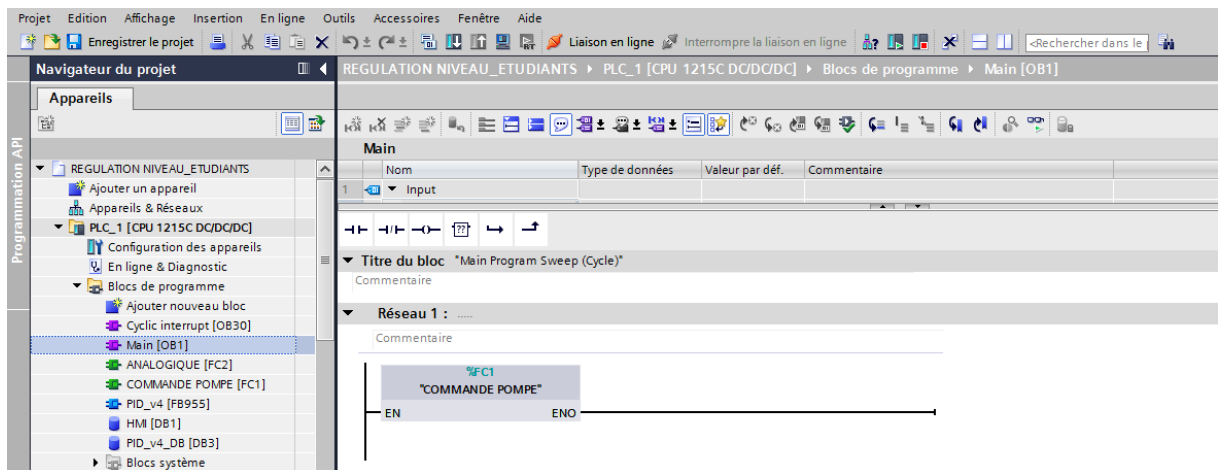 Projet Edition Affichage Insertion En ligne Outils Accessoires Fenêtre Aide
Enregistrer le projet Liaison en ligne Interrompre la liaison en ligne <Rechercher dans le p
Navigateur du projet
REGULATION NIVEAU_ETUDIANTS PLC_1 [CPU 1215C DC/DC/DC] Blocs de programme Main [OB1]
Appareils
Programmation API
REGULATION NIVEAU_ETUDIANTS
Ajouter un appareil
Appareils & Réseaux
PLC_1 [CPU 1215C DC/DC/DC]
Configuration des appareils
En ligne & Diagnostic
Blocs de programme
Ajouter nouveau bloc
Cyclic interrupt [OB30]
Main [OB1]
ANALOGIQUE [FC2]
COMMANDE POMPE [FC1]
PID_v4 [FB955]
HMI [DB1]
PID_v4_DB [DB3]
Blocs système
Main
Nom Type de données Valeur par déf. Commentaire
1 Input
??
Titre du bloc "Main Program Sweep (Cycle)"
Commentaire
Réseau 1 : .....
Commentaire
%FC1
"COMMANDE POMPE"
EN ENO